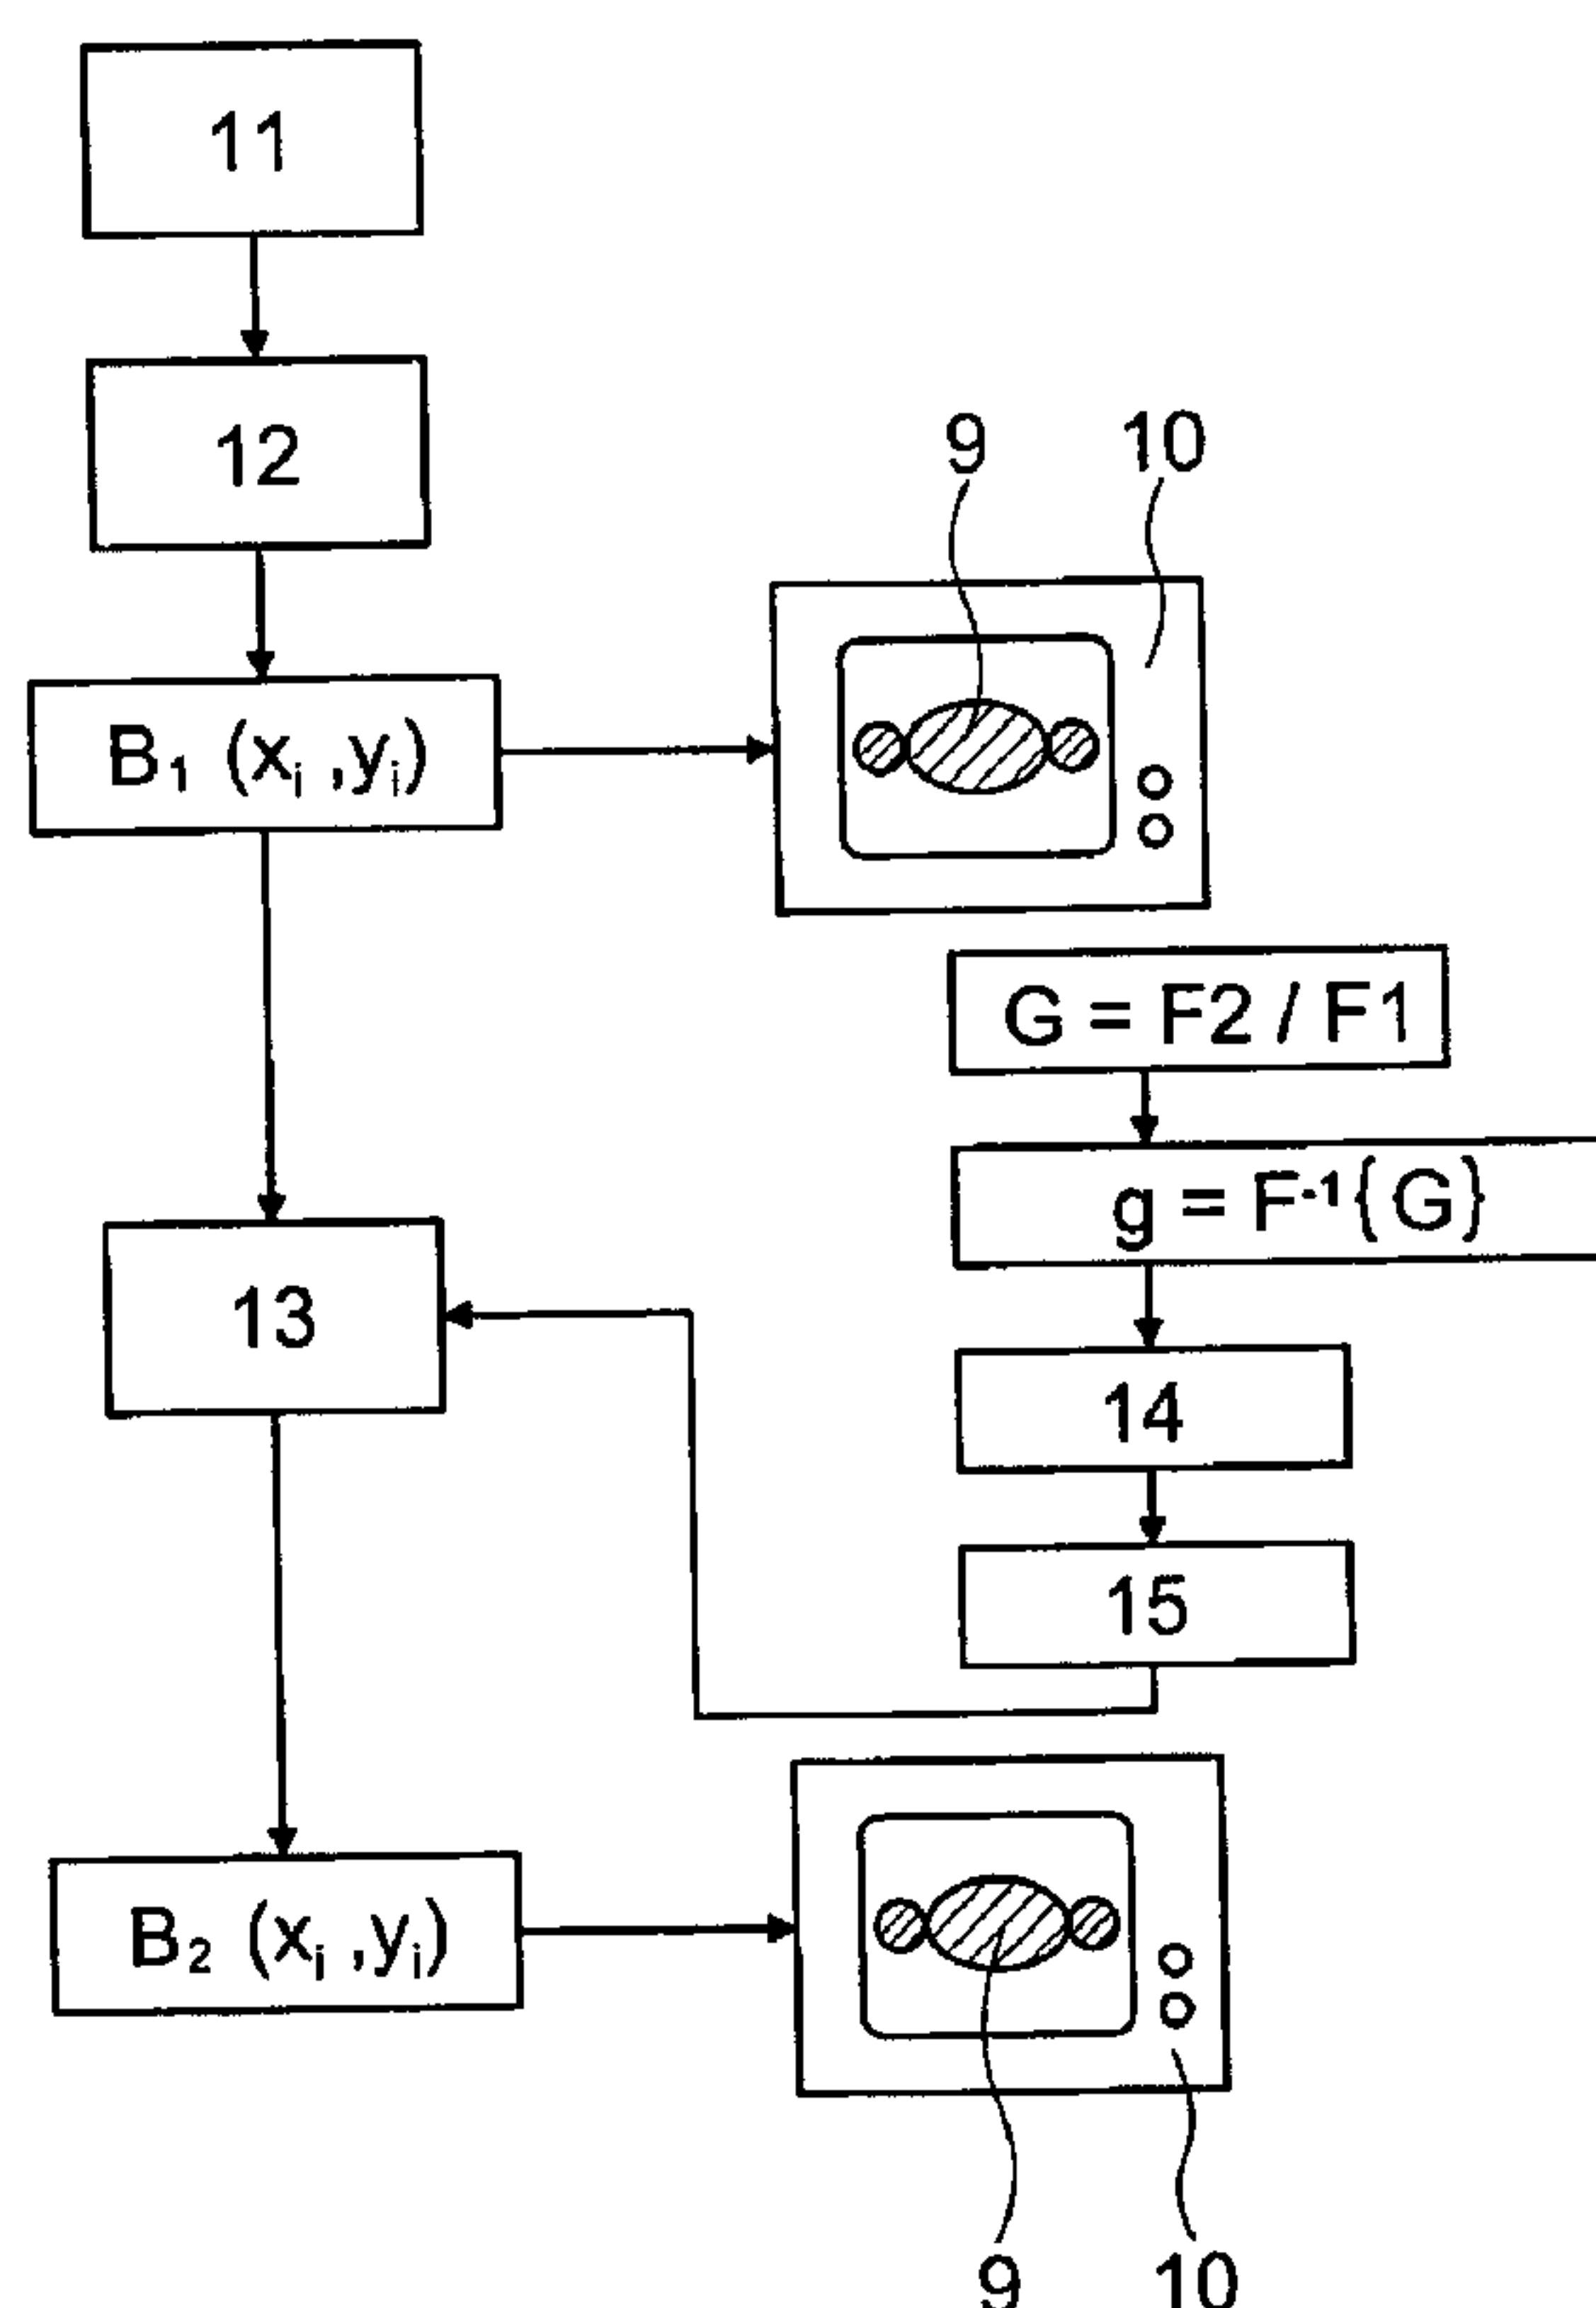 11
12
9 10
B₁ (xᵢ ,yᵢ)
G = F2 / F1
g = F⁻¹{G}
13
14
15
B₂ (xᵢ ,yᵢ)
9 10